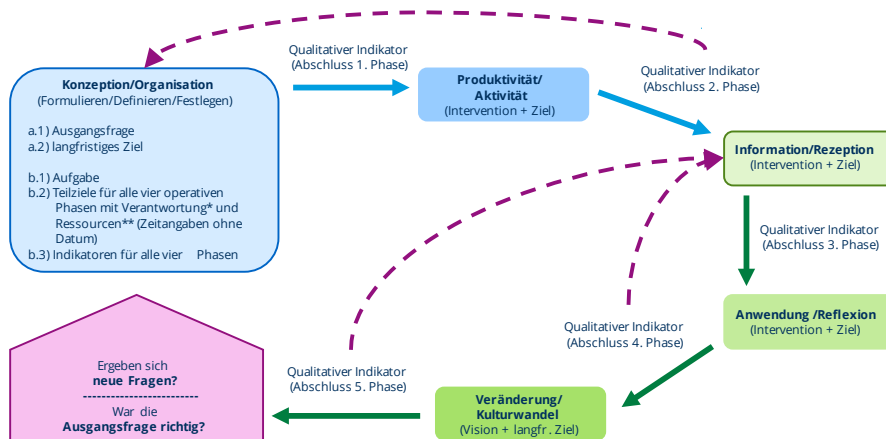 Konzeption/Organisation
(Formulieren/Definieren/Festlegen)
a.1) Ausgangsfrage
a.2) langfristiges Ziel
b.1) Aufgabe
b.2) Teilziele für alle vier operativen
Phasen mit Verantwortung* und
Ressourcen** (Zeitangaben ohne
Datum)
b.3) Indikatoren für alle vier Phasen
Qualitativer Indikator
(Abschluss 1. Phase)
Produktivität/
Aktivität
(Intervention + Ziel)
Qualitativer Indikator
(Abschluss 2. Phase)
Information/Rezeption
(Intervention + Ziel)
Qualitativer Indikator
(Abschluss 3. Phase)
Anwendung /Reflexion
(Intervention + Ziel)
Qualitativer Indikator
(Abschluss 4. Phase)
Veränderung/
Kulturwandel
(Vision + langfr. Ziel)
Qualitativer Indikator
(Abschluss 5. Phase)
Ergeben sich
neue Fragen?
-------------------------
War die
Ausgangsfrage richtig?